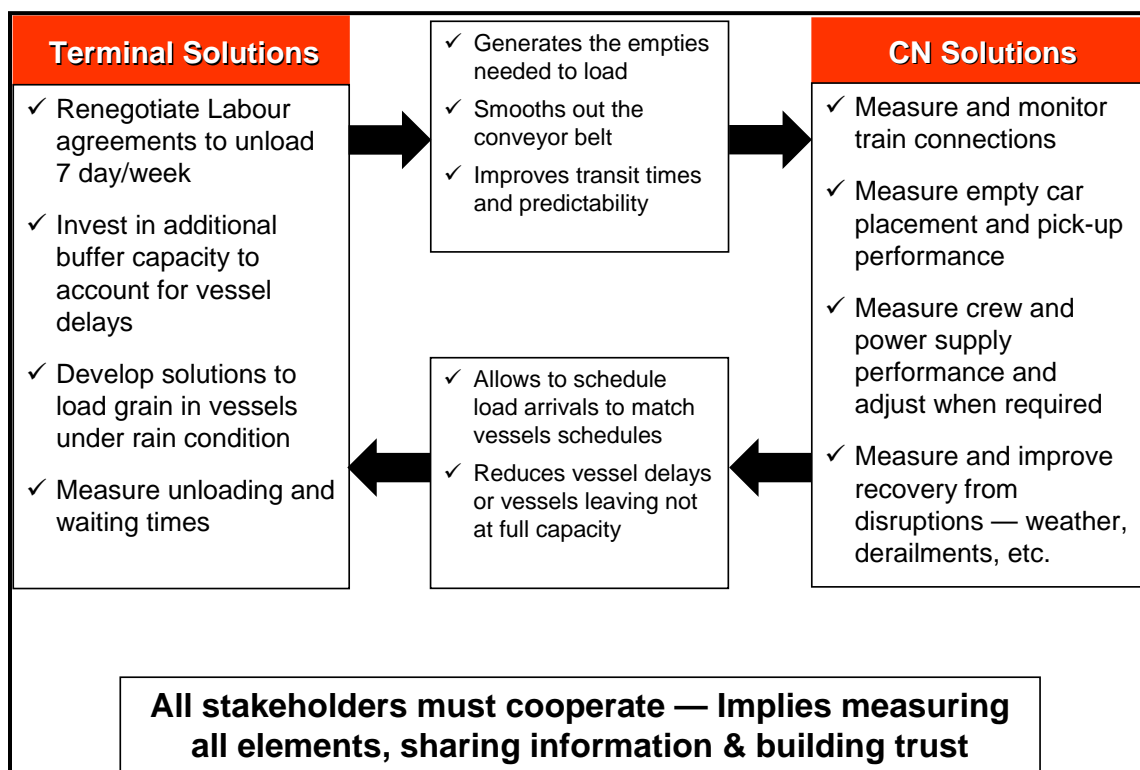 Terminal Solutions
✓ Renegotiate Labour
agreements to unload
7 day/week
✓ Invest in additional
buffer capacity to
account for vessel
delays
✓ Develop solutions to
load grain in vessels
under rain condition
✓ Measure unloading and
waiting times
✓ Generates the empties
needed to load
✓ Smooths out the
conveyor belt
✓ Improves transit times
and predictability
✓ Allows to schedule
load arrivals to match
vessels schedules
✓ Reduces vessel delays
or vessels leaving not
at full capacity
CN Solutions
✓ Measure and monitor
train connections
✓ Measure empty car
placement and pick-up
performance
✓ Measure crew and
power supply
performance and
adjust when required
✓ Measure and improve
recovery from
disruptions — weather,
derailments, etc.
All stakeholders must cooperate — Implies measuring
all elements, sharing information & building trust